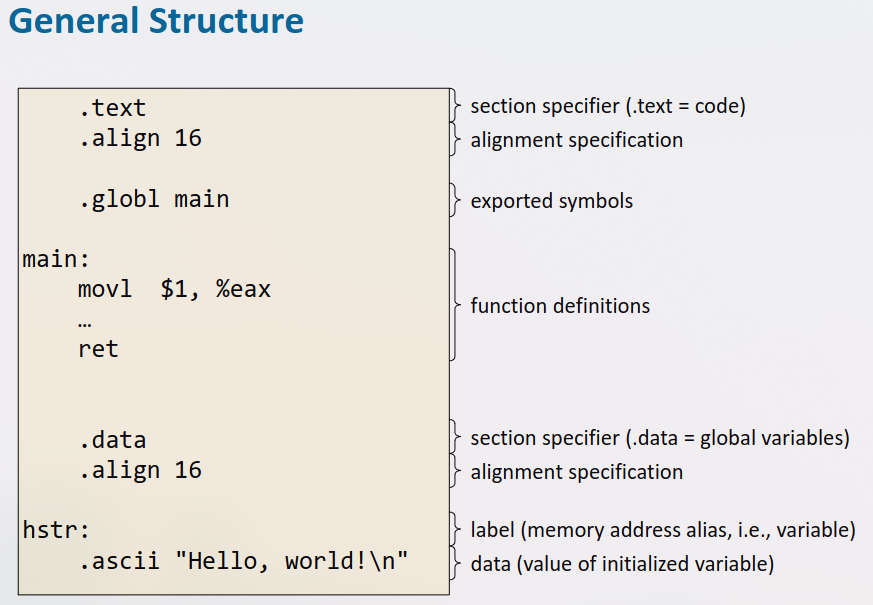 General Structure
.text
section specifier (.text = code)
.align 16
alignment specification
.globl main
exported symbols
main:
movl $1, %eax
…
function definitions
ret
.data
section specifier (.data = global variables)
.align 16
alignment specification
hstr:
label (memory address alias, i.e., variable)
.ascii "Hello, world!\n"
data (value of initialized variable)